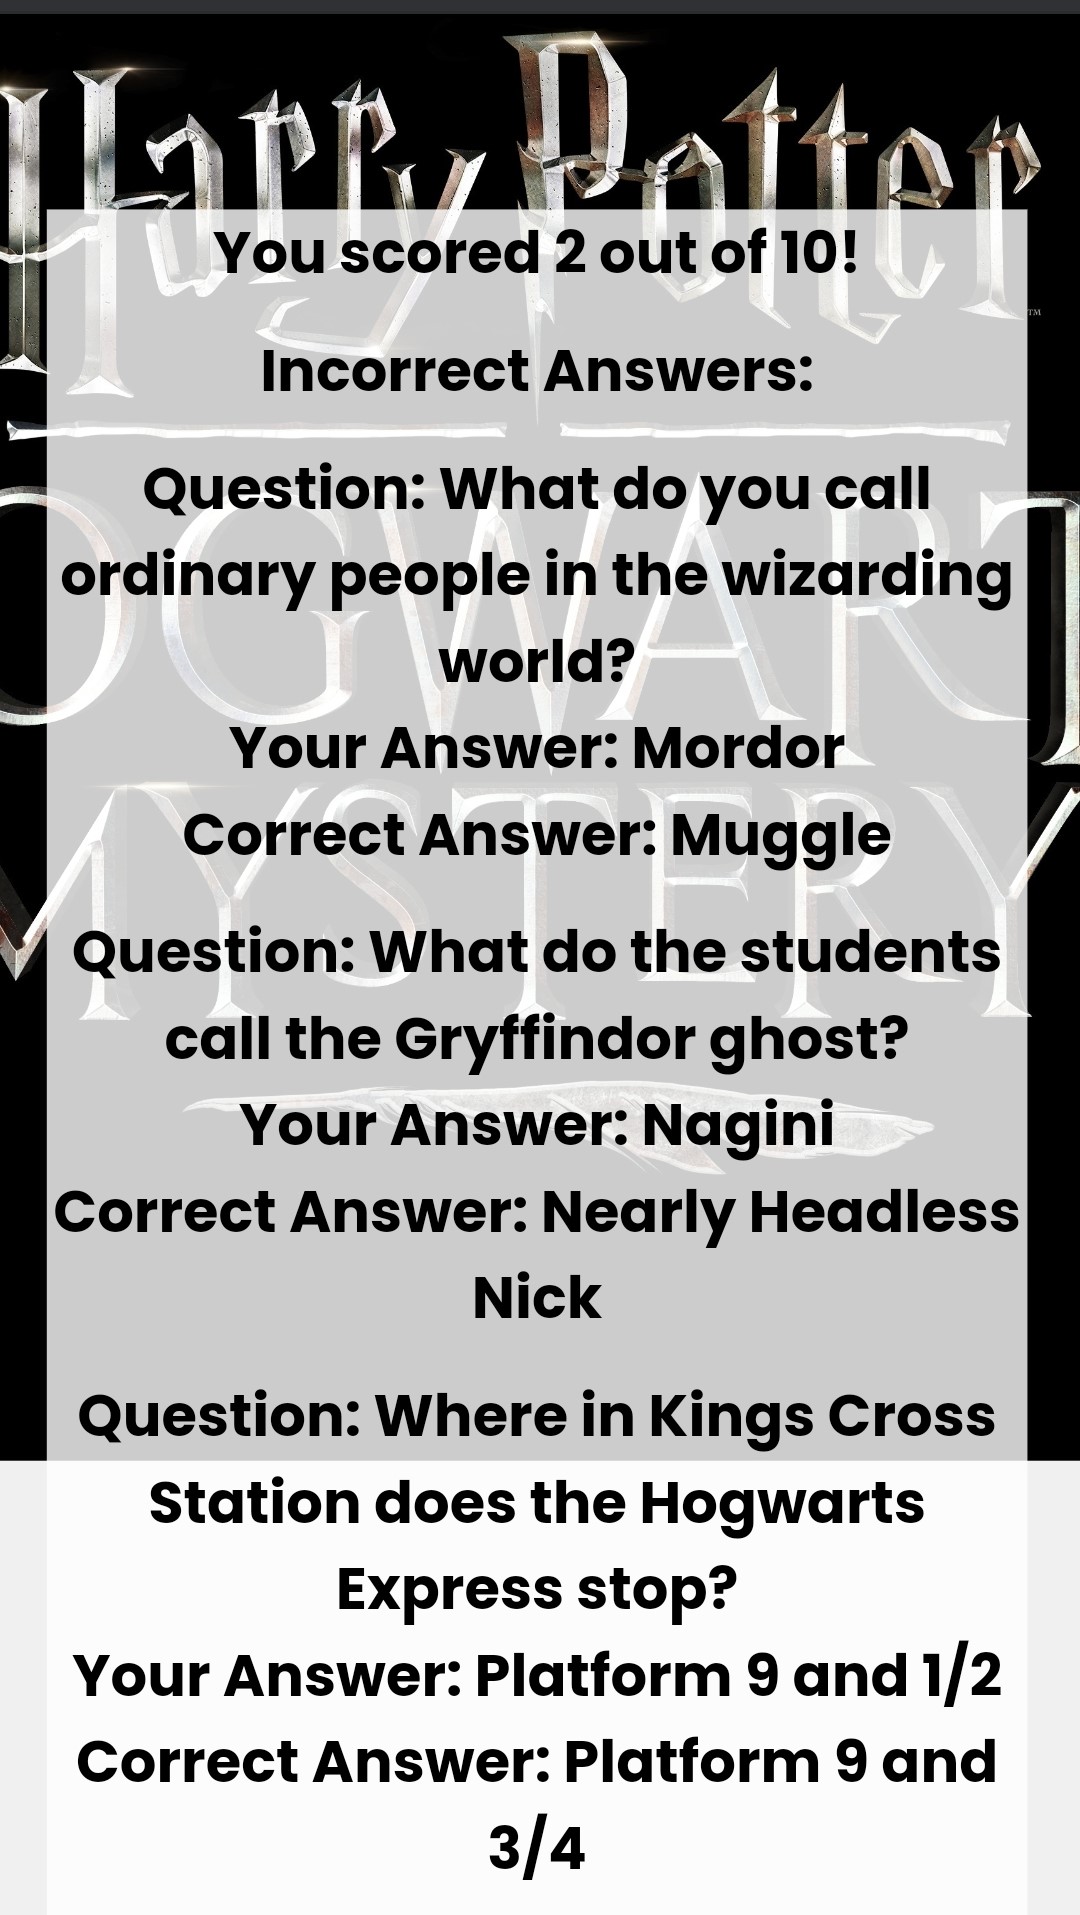 Harry Potter
TM
You scored 2 out of 10!
Incorrect Answers:
HOGWARTS
MYSTERY
Question: What do you call
ordinary people in the wizarding
world?
Your Answer: Mordor
Correct Answer: Muggle
Question: What do the students
call the Gryffindor ghost?
Your Answer: Nagini
Correct Answer: Nearly Headless
Nick
Question: Where in Kings Cross
Station does the Hogwarts
Express stop?
Your Answer: Platform 9 and 1/2
Correct Answer: Platform 9 and
3/4